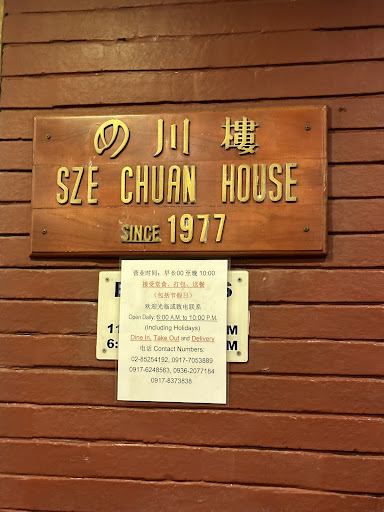 の川樓
SZE CHUAN HOUSE
SINCE 1977
营业时间：早 6:00 至晚 10:00
接受堂食、打包、送餐
（包括节假日）
欢迎光临或致电联系
Open Daily: 6:00 A.M. to 10:00 P.M.
(Including Holidays)
Dine In, Take Out and Delivery
电话 Contact Numbers:
02-85254192, 0917-7053889
0917-6248563, 0936-2077184
0917-8373838